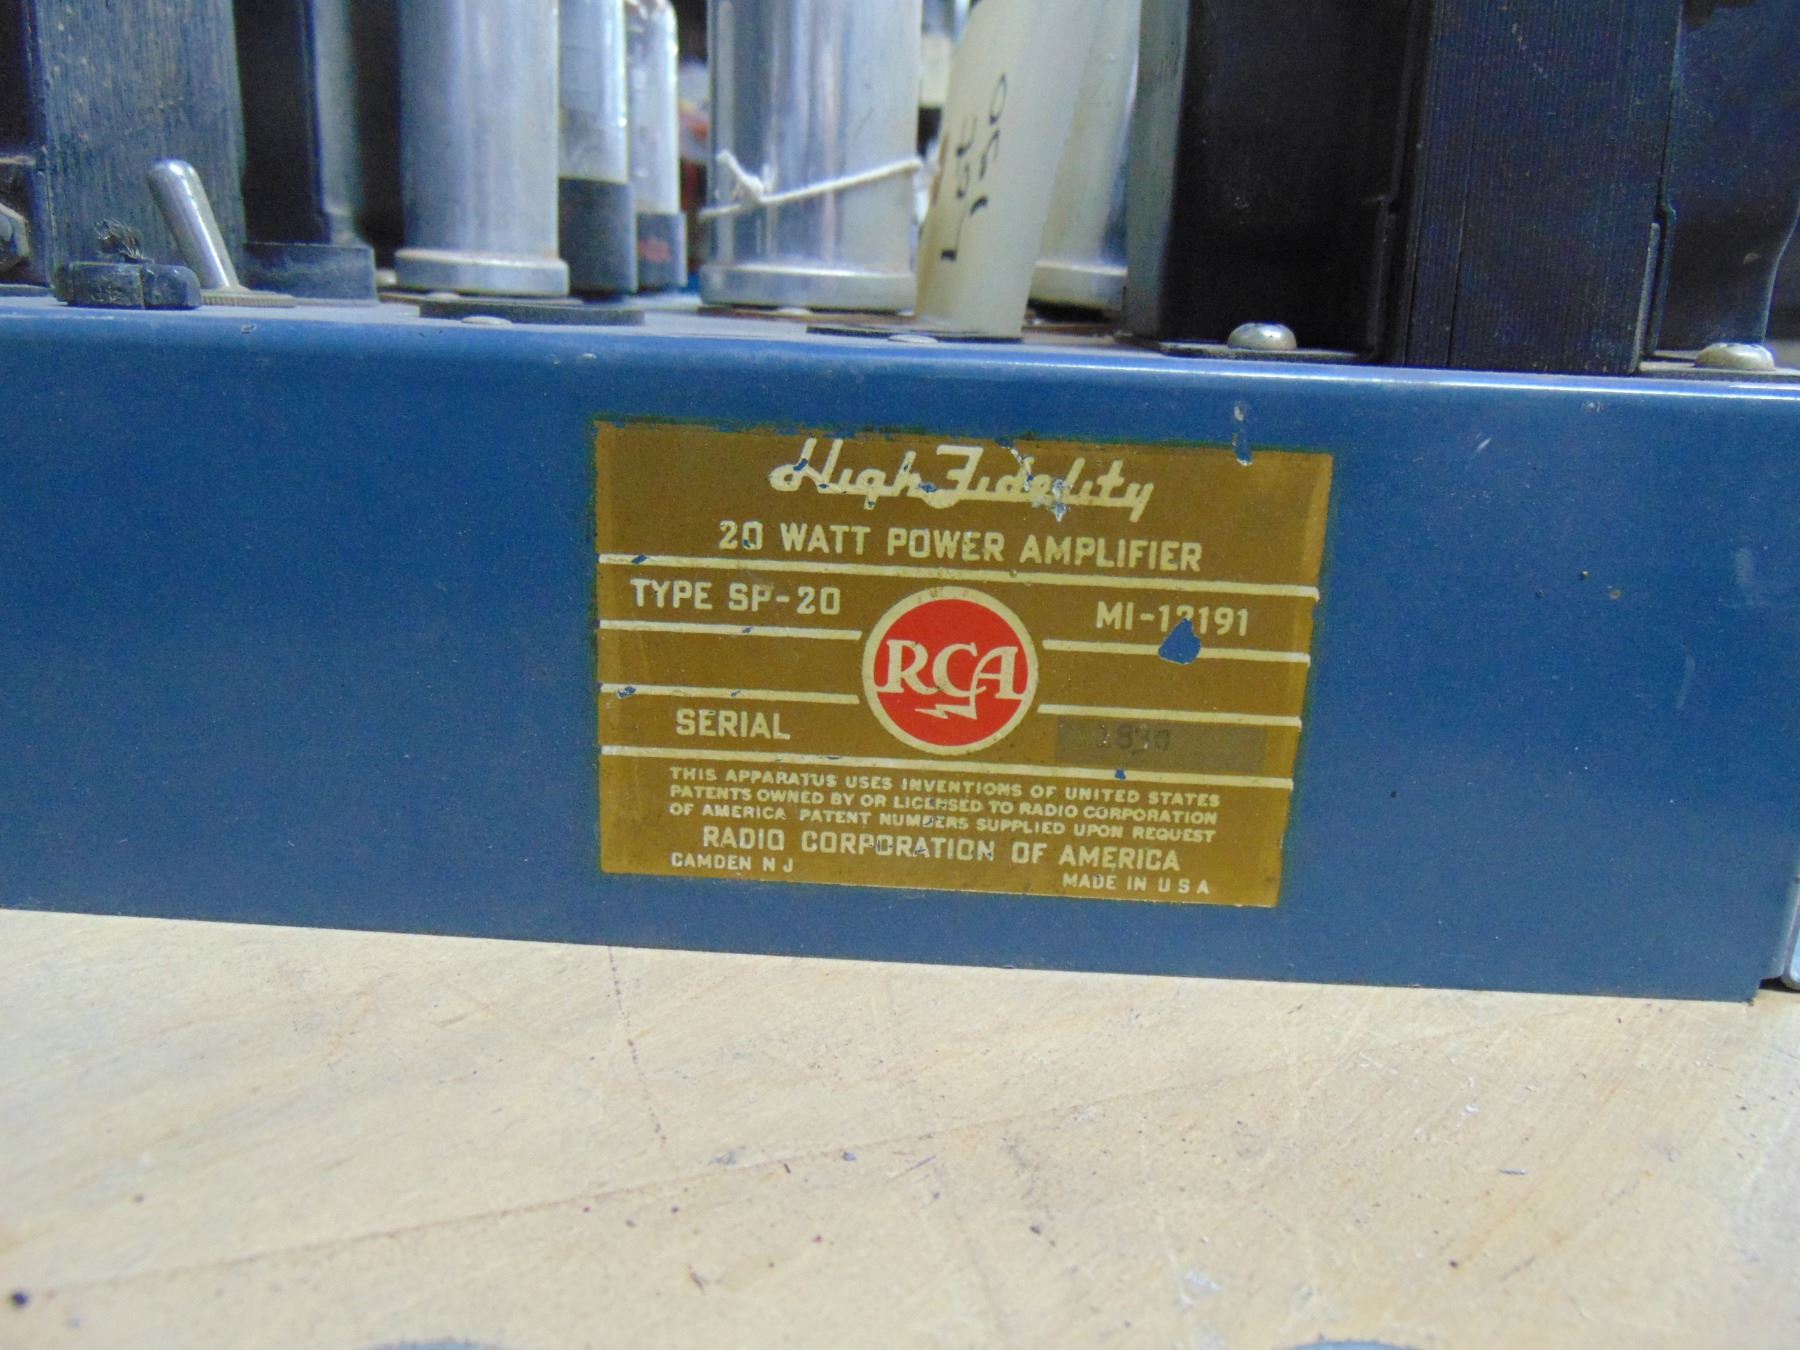 Lst
150
High Fidelity
20 WATT POWER AMPLIFIER
TYPE SP-20
RCA
SERIAL
THIS APPARATUS USES INVENTIONS OF UNITED STATES
PATENTS OWNED BY OR LICENSED TO RADIO CORPORATION
OF AMERICA PATENT NUMBERS SUPPLIED UPON REQUEST
RADIO CORPORATION OF AMERICA
CAMDEN N J MADE IN U S A